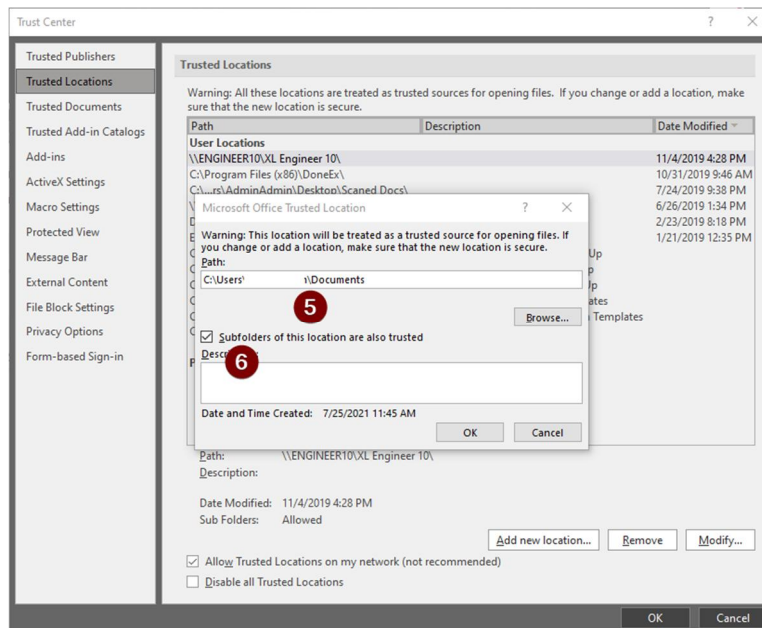 Trust Center
Trusted Publishers
Trusted Locations
Trusted Documents
Trusted Add-in Catalogs
Add-ins
ActiveX Settings
Macro Settings
Protected View
Message Bar
External Content
File Block Settings
Privacy Options
Form-based Sign-in
Trusted Locations
Warning: All these locations are treated as trusted sources for opening files. If you change or add a location, make
sure that the new location is secure.
Path Description Date Modified
User Locations
\\ENGINEER10\XL Engineer 10\ 11/4/2019 4:28 PM
C:\Program Files (x86)\DoneEx\ 10/31/2019 9:46 AM
C:\...rs\AdminAdmin\Desktop\Scaned Docs\ 7/24/2019 9:38 PM
6/26/2019 1:34 PM
2/23/2019 8:18 PM
1/21/2019 12:35 PM
Up
Templates
Microsoft Office Trusted Location
Warning: This location will be treated as a trusted source for opening files. If
you change or add a location, make sure that the new location is secure.
Path:
C:\Users\ \Documents
5
Browse...
Subfolders of this location are also trusted
6
Date and Time Created: 7/25/2021 11:45 AM
OK Cancel
Path: \\ENGINEER10\XL Engineer 10\
Description:
Date Modified: 11/4/2019 4:28 PM
Sub Folders: Allowed
Add new location... Remove Modify...
Allow Trusted Locations on my network (not recommended)
Disable all Trusted Locations
OK Cancel